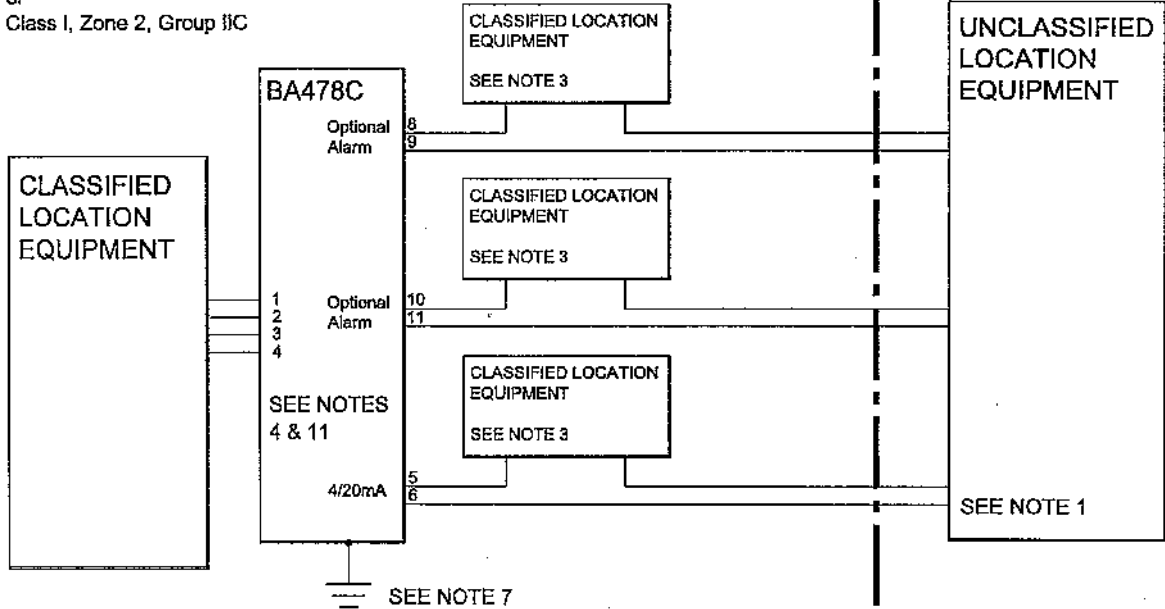 Class I, Zone 2, Group IIC
CLASSIFIED
LOCATION
EQUIPMENT
BA478C
Optional
Alarm
8
9
1
2
3
4
Optional
Alarm
10
11
SEE NOTES
4 & 11
4/20mA
5
6
SEE NOTE 7
CLASSIFIED LOCATION
EQUIPMENT
SEE NOTE 3
CLASSIFIED LOCATION
EQUIPMENT
SEE NOTE 3
CLASSIFIED LOCATION
EQUIPMENT
SEE NOTE 3
UNCLASSIFIED
LOCATION
EQUIPMENT
SEE NOTE 1